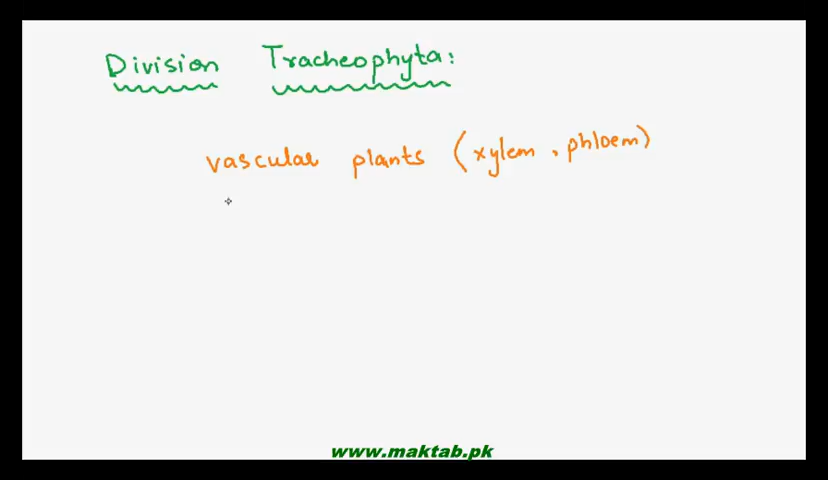 Division Tracheophyta:
vascular plants (xylem, phloem)
www.maktab.pk